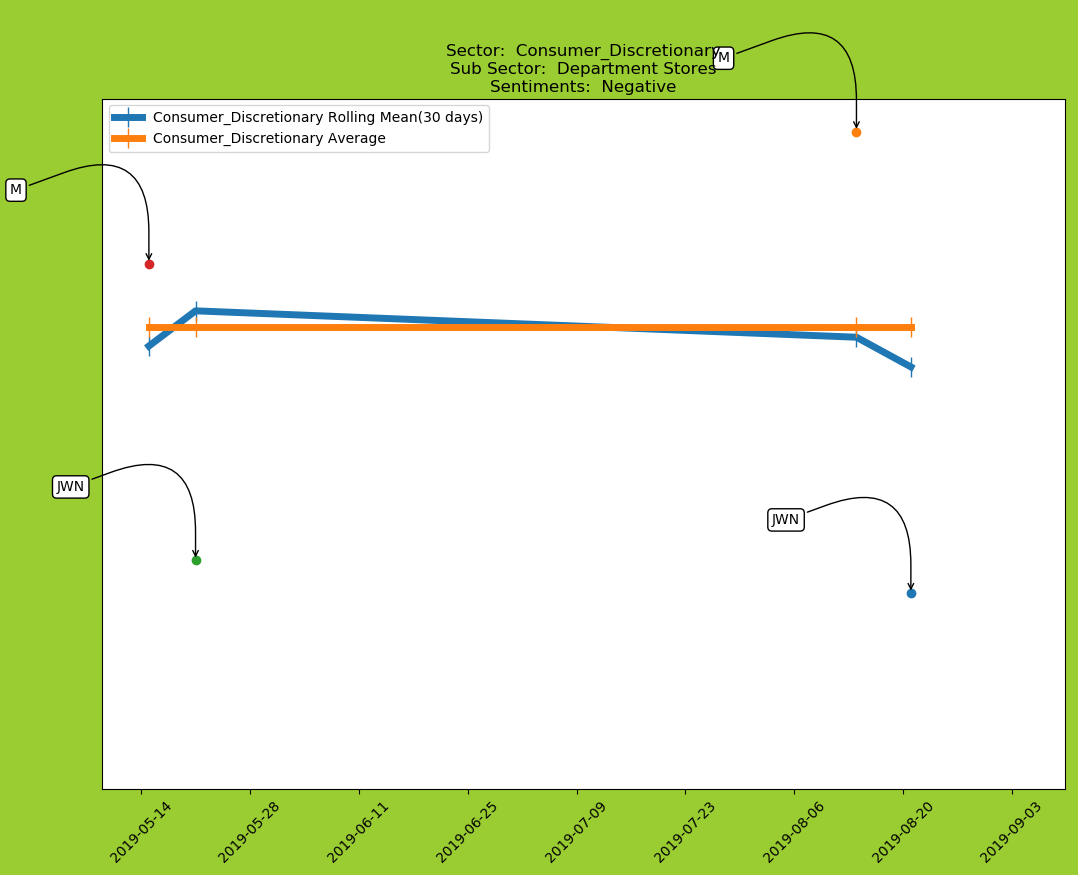 Sector:  Consumer_Discretionary
Sub Sector:  Department Stores
Sentiments:  Negative
M
Consumer_Discretionary Rolling Mean(30 days)
Consumer_Discretionary Average
M
JWN
JWN
2019-05-14
2019-05-28
2019-06-11
2019-06-25
2019-07-09
2019-07-23
2019-08-06
2019-08-20
2019-09-03